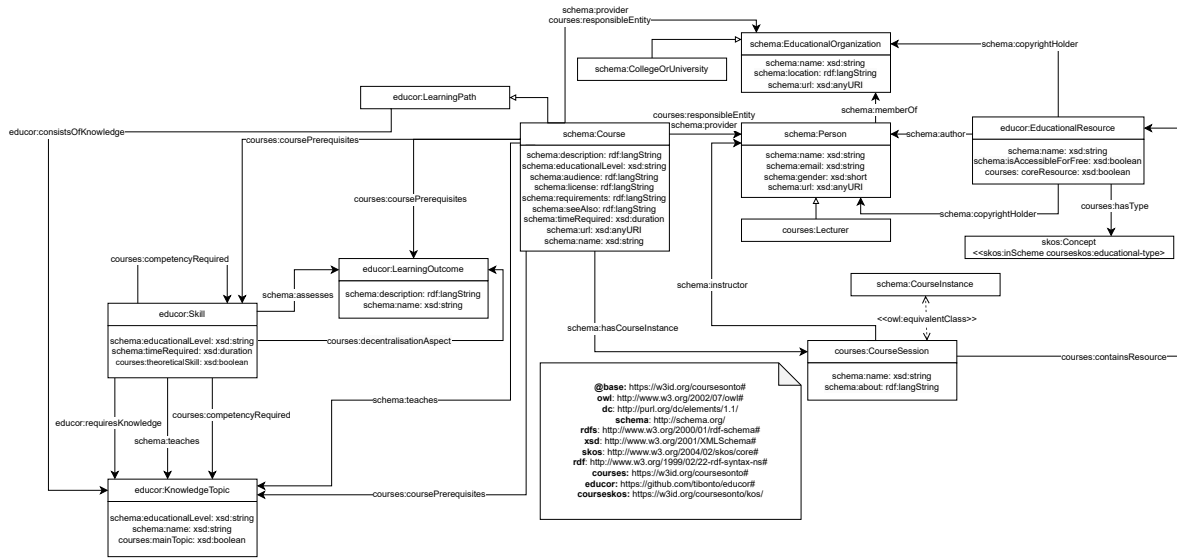 schema:provider
courses:responsibleEntity
schema:EducationalOrganization
schema:name: xsd:string
schema:location: rdf:langString
schema:url: xsd:anyURI
schema:CollegeOrUniversity
schema:copyrightHolder
educor:LearningPath
educor:consistsOfKnowledge
courses:coursePrerequisites
schema:Course
schema:description: rdf:langString
schema:educationalLevel: xsd:string
schema:audience: rdf:langString
schema:license: rdf:langString
schema:requirements: rdf:langString
schema:seeAlso: rdf:langString
schema:timeRequired: xsd:duration
schema:url: xsd:anyURI
schema:name: xsd:string
courses:responsibleEntity
schema:provider
schema:memberOf
schema:Person
schema:name: xsd:string
schema:email: xsd:string
schema:gender: xsd:short
schema:url: xsd:anyURI
schema:author
educor:EducationalResource
schema:name: xsd:string
schema:isAccessibleForFree: xsd:boolean
courses: coreResource: xsd:boolean
courses:coursePrerequisites
courses:hasType
schema:copyrightHolder
courses:Lecturer
skos:Concept
<<skos:inScheme courseskos:educational-type>
courses:competencyRequired
educor:LearningOutcome
schema:description: rdf:langString
schema:name: xsd:string
schema:assesses
schema:instructor
schema:CourseInstance
<<owl:equivalentClass>>
educor:Skill
schema:educationalLevel: xsd:string
schema:timeRequired: xsd:duration
courses:theoreticalSkill: xsd:boolean
courses:decentralisationAspect
schema:hasCourseInstance
courses:CourseSession
schema:name: xsd:string
schema:about: rdf:langString
courses:containsResource
schema:teaches
educor:requiresKnowledge
schema:teaches
courses:competencyRequired
@base: https://w3id.org/coursesonto#
owl: http://www.w3.org/2002/07/owl#
dc: http://purl.org/dc/elements/1.1/
schema: http://schema.org/
rdfs: http://www.w3.org/2000/01/rdf-schema#
xsd: http://www.w3.org/2001/XMLSchema#
skos: http://www.w3.org/2004/02/skos/core#
rdf: http://www.w3.org/1999/02/22-rdf-syntax-ns#
courses: https://w3id.org/coursesonto#
educor: https://github.com/tibonto/educor#
courseskos: https://w3id.org/coursesonto/kos/
educor:KnowledgeTopic
schema:educationalLevel: xsd:string
schema:name: xsd:string
courses:mainTopic: xsd:boolean
courses:coursePrerequisites